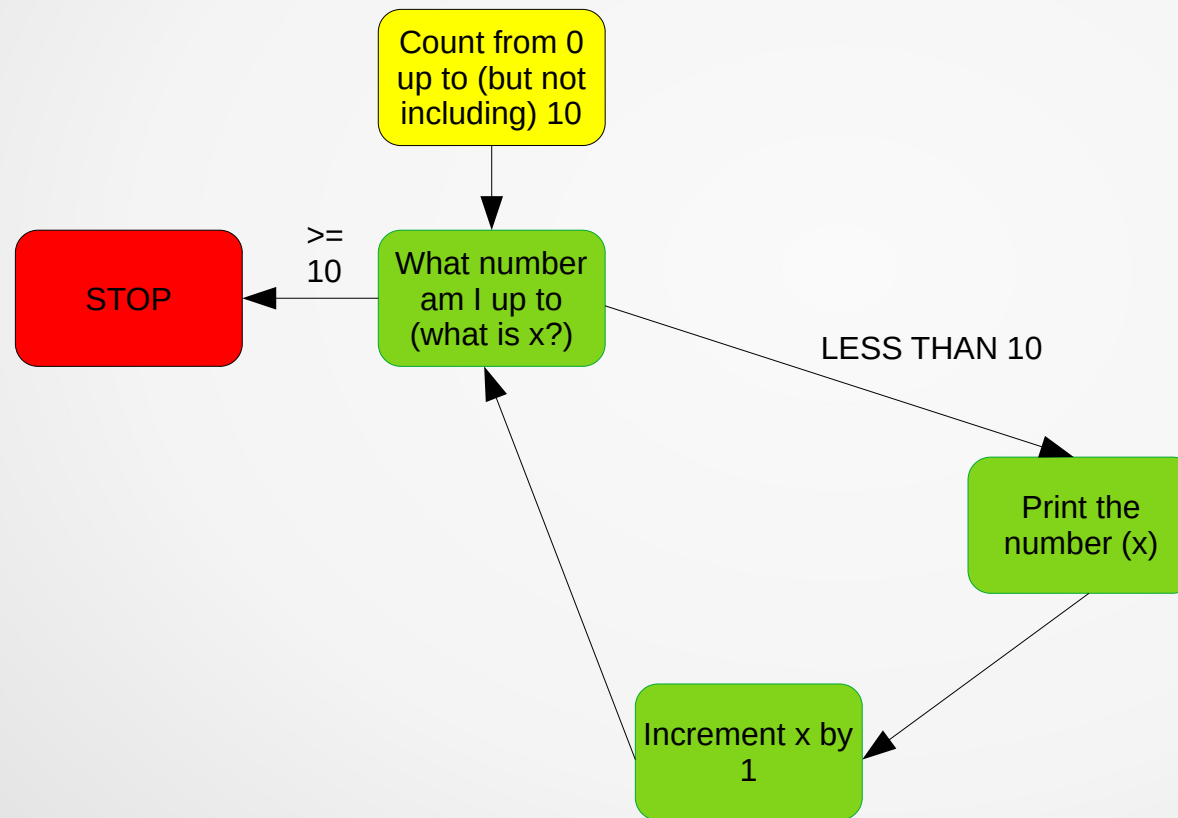 Count from 0
up to (but not
including) 10
>=
10
STOP
What number
am I up to
(what is x?)
LESS THAN 10
Print the
number (x)
Increment x by
1